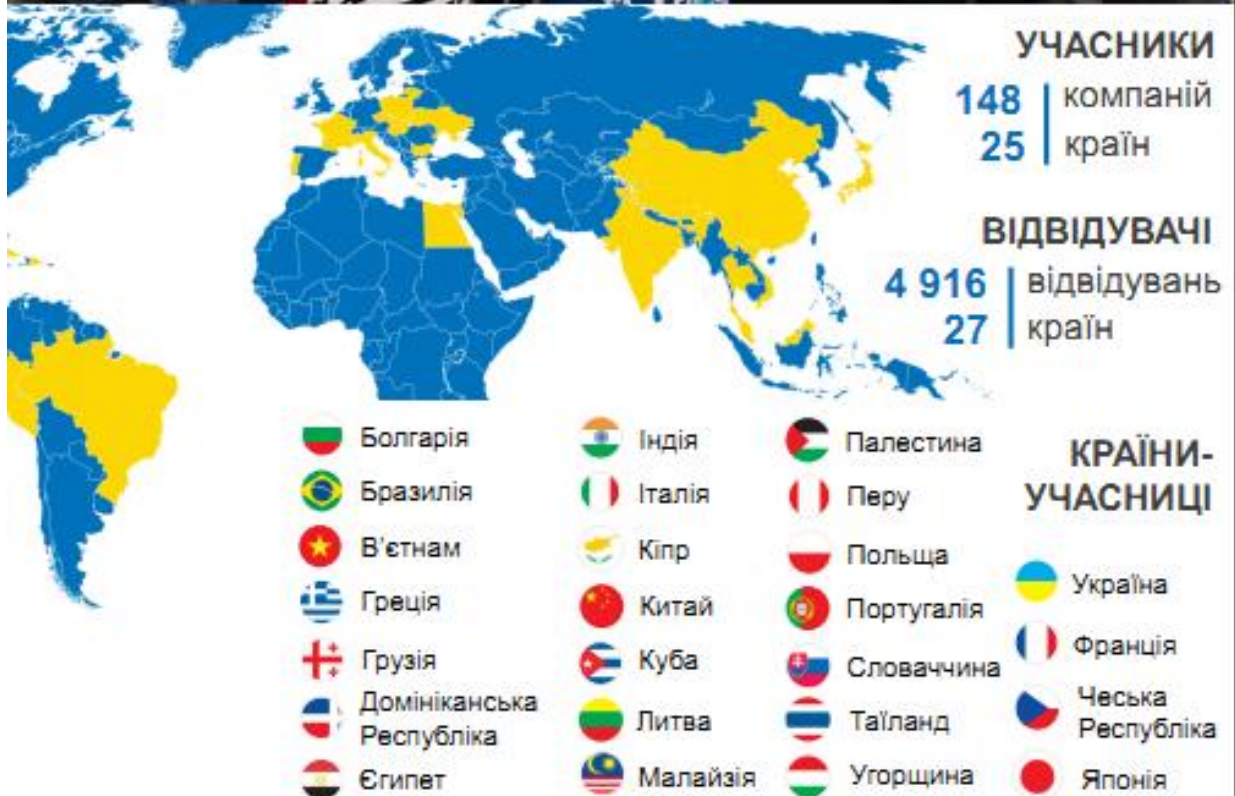 УЧАСНИКИ
148 компаній
25 країн
ВІДВІДУВАЧІ
4 916 відвідувань
27 країн
Болгарія
Бразилія
В'єтнам
Греція
Грузія
Домініканська
Республіка
Єгипет
Індія
Італія
Кіпр
Китай
Куба
Литва
Малайзія
Палестина
Перу
Польща
Португалія
Словаччина
Таїланд
Угорщина
КРАЇНИ-
УЧАСНИЦІ
Україна
Франція
Чеська
Республіка
Японія